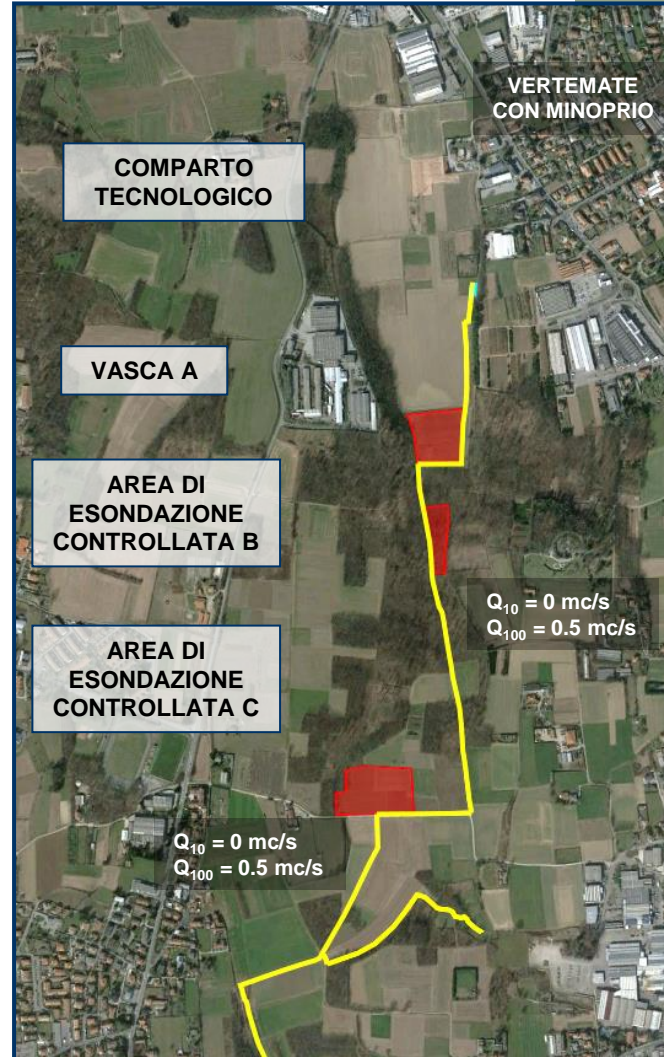 VERTEMATE
CON MINOPRIO
COMPARTO
TECNOLOGICO
VASCA A
AREA DI
ESONDAZIONE
CONTROLLATA B
Q₁₀ = 0 mc/s
Q₁₀₀ = 0.5 mc/s
AREA DI
ESONDAZIONE
CONTROLLATA C
Q₁₀ = 0 mc/s
Q₁₀₀ = 0.5 mc/s